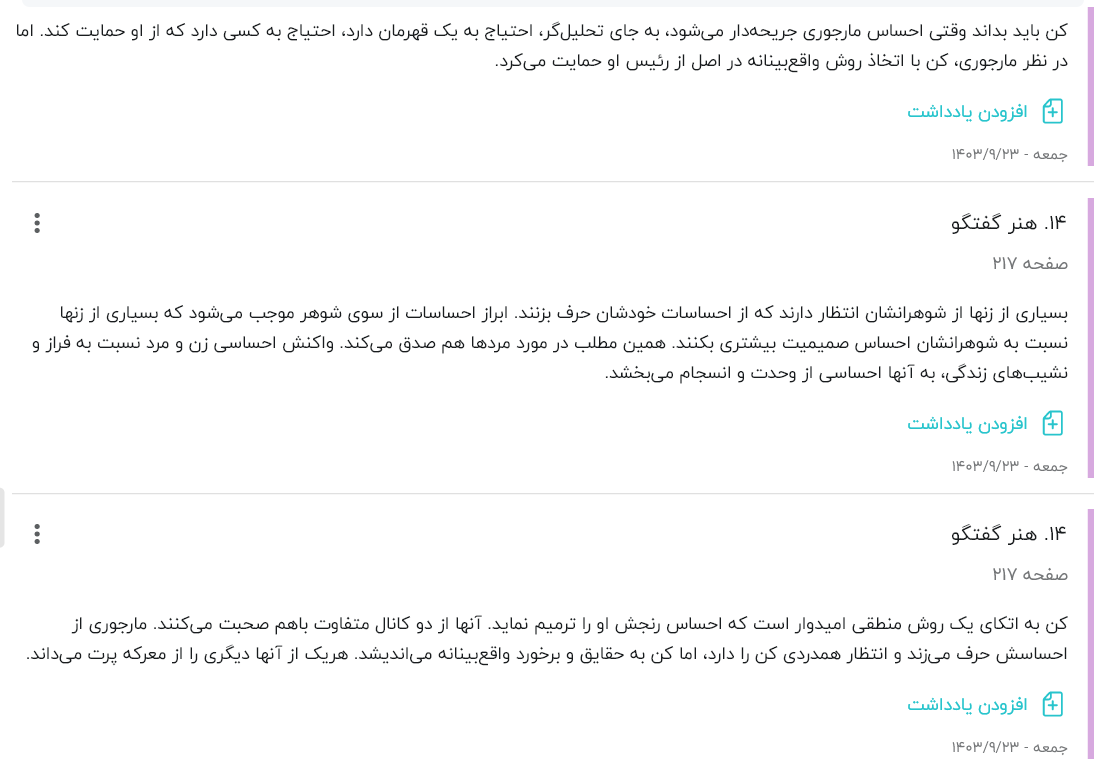 کن باید بداند وقتی احساس مارجوری جریحه‌دار می‌شود، به جای تحلیل‌گر، احتیاج به یک قهرمان دارد، احتیاج به کسی دارد که از او حمایت کند. اما
در نظر مارجوری، کن با اتخاذ روش واقع‌بینانه در اصل از رئیس او حمایت می‌کرد.
افزودن یادداشت
جمعه - ۱۴۰۳/۹/۲۳
۱۴. هنر گفتگو
صفحه ۲۱۷
بسیاری از زنها از شوهرانشان انتظار دارند که از احساسات خودشان حرف بزنند. ابراز احساسات از سوی شوهر موجب می‌شود که بسیاری از زنها
نسبت به شوهرانشان احساس صمیمیت بیشتری بکنند. همین مطلب در مورد مردها هم صدق می‌کند. واکنش احساسی زن و مرد نسبت به فراز و
نشیب‌های زندگی، به آنها احساسی از وحدت و انسجام می‌بخشد.
افزودن یادداشت
جمعه - ۱۴۰۳/۹/۲۳
۱۴. هنر گفتگو
صفحه ۲۱۷
کن به اتکای یک روش منطقی امیدوار است که احساس رنجش او را ترمیم نماید. آنها از دو کانال متفاوت باهم صحبت می‌کنند. مارجوری از
احساسش حرف می‌زند و انتظار همدردی کن را دارد، اما کن به حقایق و برخورد واقع‌بینانه می‌اندیشد. هریک از آنها دیگری را از معرکه پرت می‌داند.
افزودن یادداشت
جمعه - ۱۴۰۳/۹/۲۳